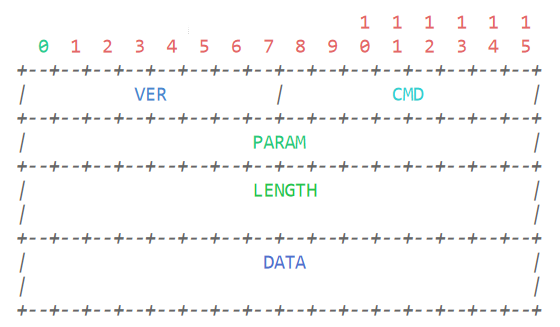 1  1  1  1  1  1
  0  1  2  3  4  5  6  7  8  9  0  1  2  3  4  5
+--+--+--+--+--+--+--+--+--+--+--+--+--+--+--+--+
/          VER          /          CMD          /
+--+--+--+--+--+--+--+--+--+--+--+--+--+--+--+--+
/                     PARAM                     /
+--+--+--+--+--+--+--+--+--+--+--+--+--+--+--+--+
/                     LENGTH                    /
/                                               /
+--+--+--+--+--+--+--+--+--+--+--+--+--+--+--+--+
/                      DATA                     /
/                                               /
+--+--+--+--+--+--+--+--+--+--+--+--+--+--+--+--+